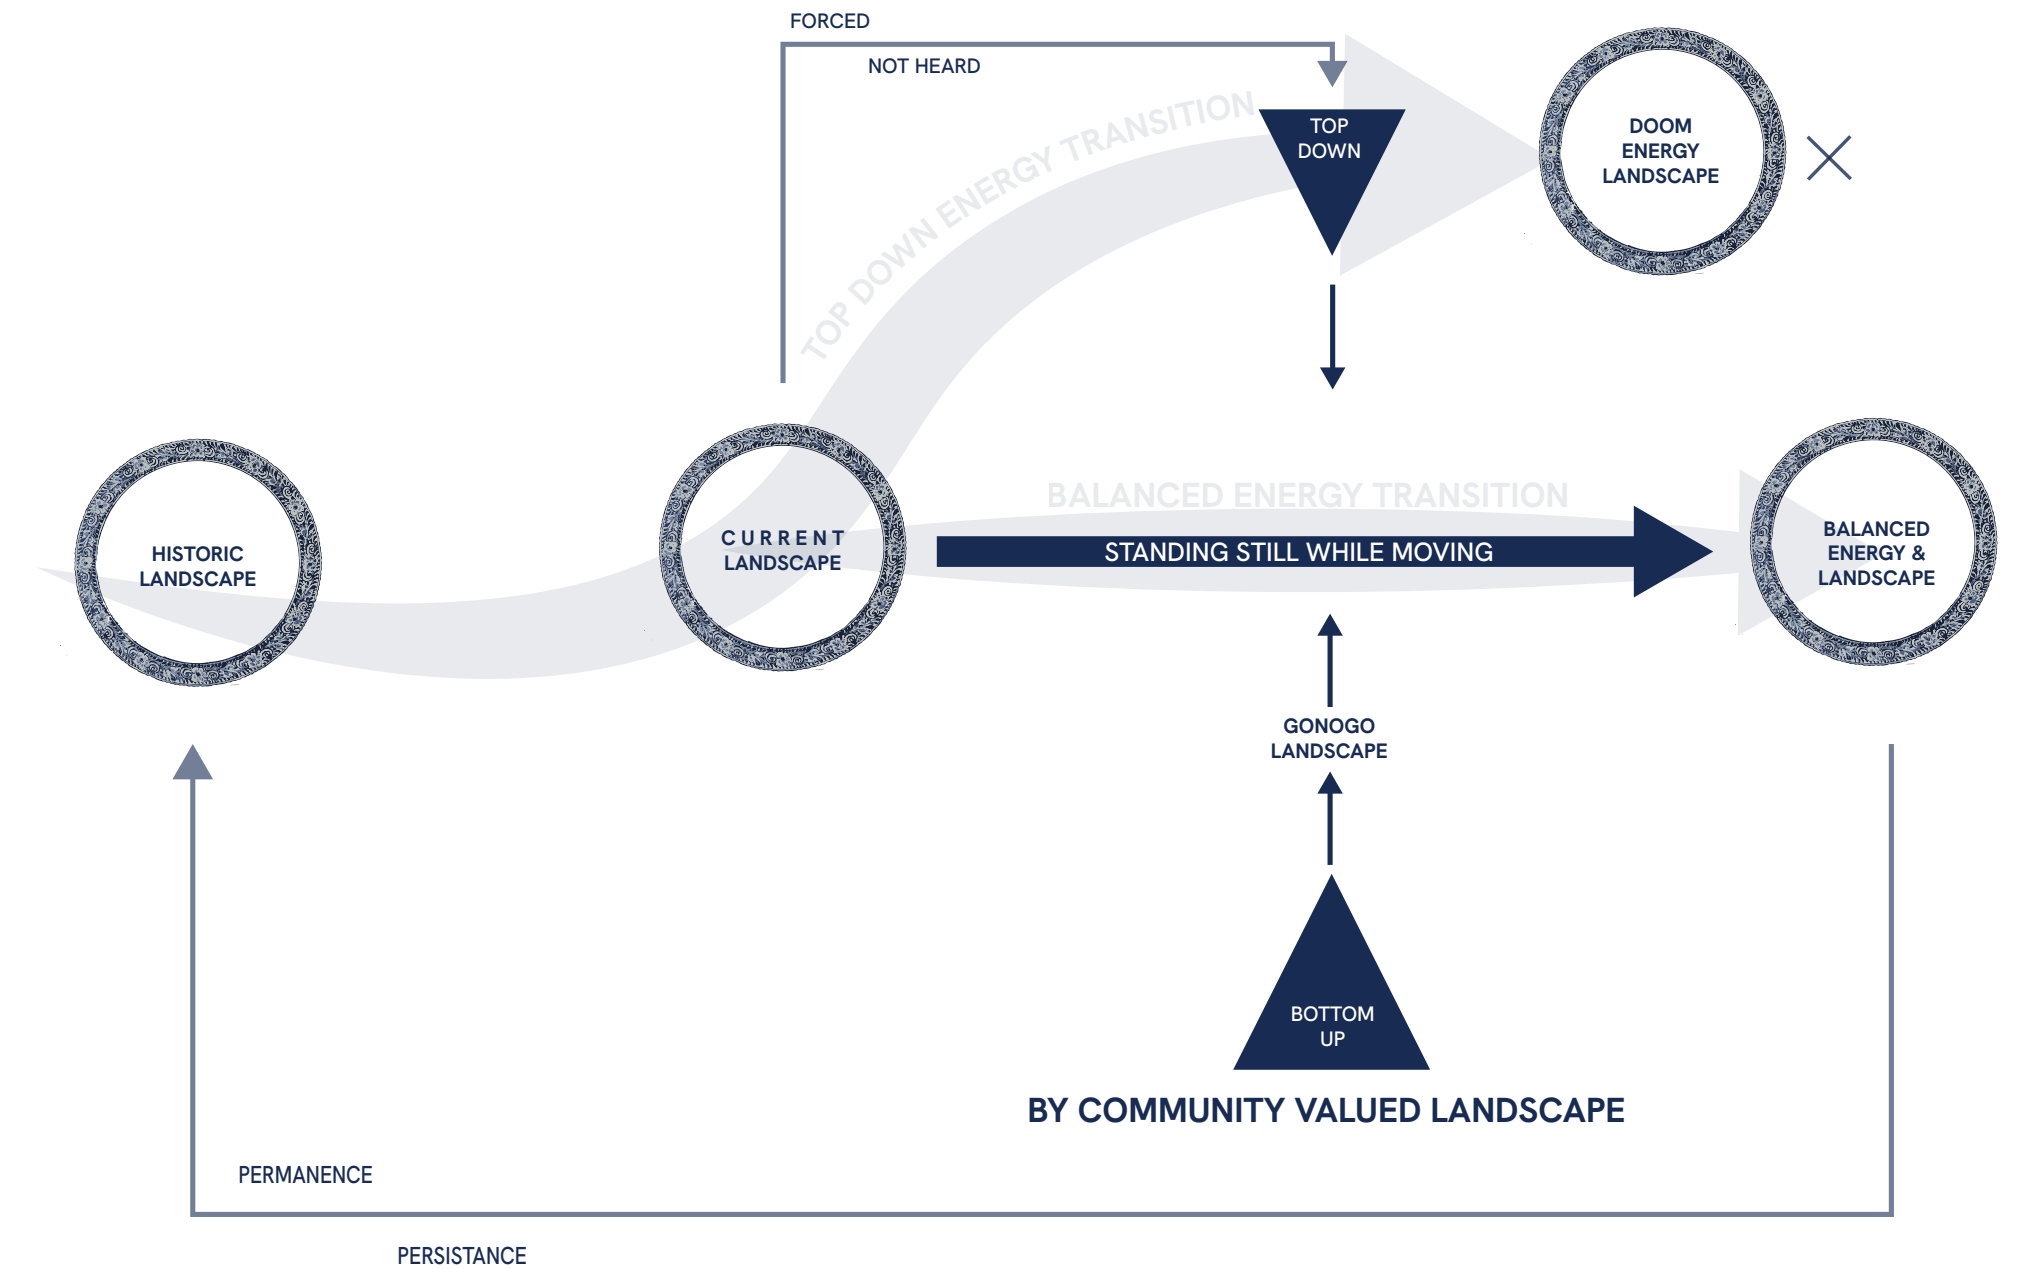 FORCED
NOT HEARD
TOP DOWN ENERGY TRANSITION
TOP
DOWN
DOOM
ENERGY
LANDSCAPE
HISTORIC
LANDSCAPE
CURRENT
LANDSCAPE
BALANCED ENERGY TRANSITION
STANDING STILL WHILE MOVING
BALANCED
ENERGY &
LANDSCAPE
GONOGO
LANDSCAPE
BOTTOM
UP
BY COMMUNITY VALUED LANDSCAPE
PERMANENCE
PERSISTANCE